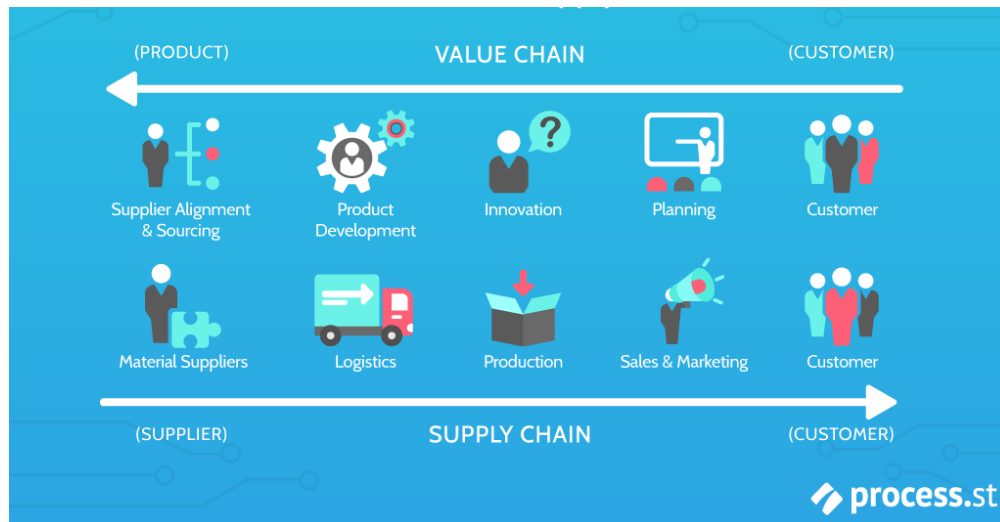 (PRODUCT) VALUE CHAIN (CUSTOMER)
?
Supplier Alignment
& Sourcing
Product
Development
Innovation
Planning
Customer
Material Suppliers
Logistics
Production
Sales & Marketing
Customer
(SUPPLIER) SUPPLY CHAIN (CUSTOMER)
process.st